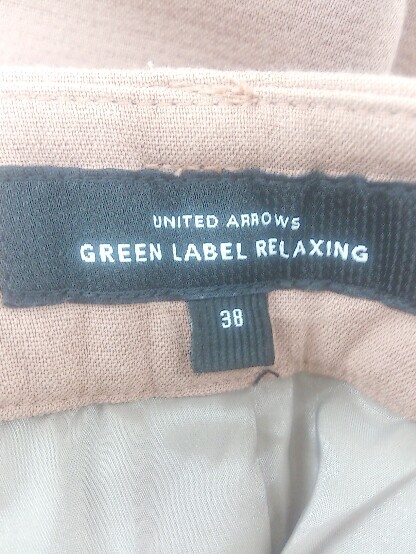 UNITED ARROWS
GREEN LABEL RELAXING
38